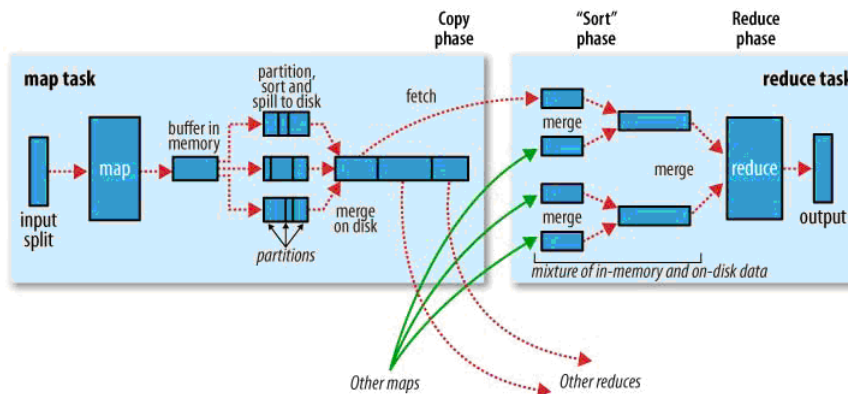 Copy
phase
“Sort”
phase
Reduce
phase
map task
partition,
sort and
spill to disk
buffer in
memory
map
input
split
partitions
merge
on disk
fetch
reduce task
merge
merge
merge
reduce
output
mixture of in-memory and on-disk data
Other maps
Other reduces